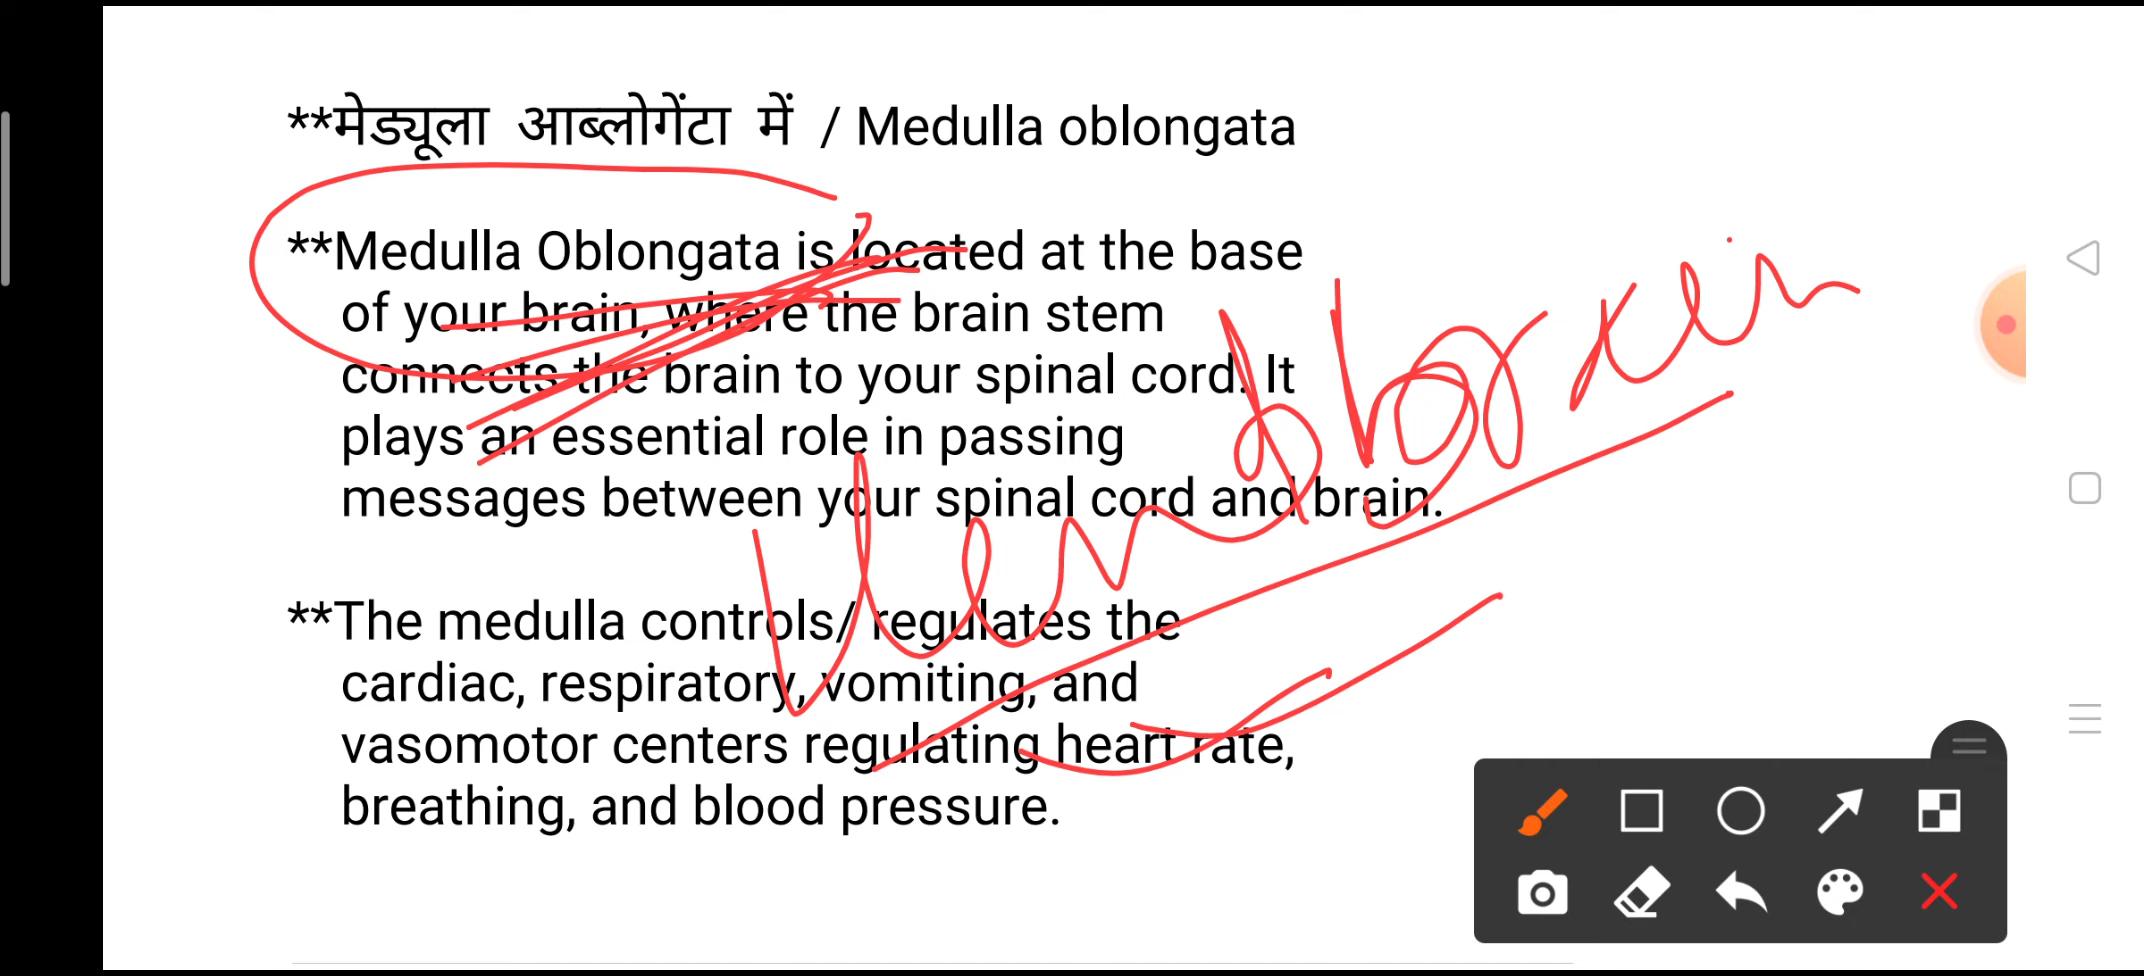 **मेड्यूला आब्लोगेंटा में / Medulla oblongata
**Medulla Oblongata is located at the base
of your brain, where the brain stem
connects the brain to your spinal cord. It
plays an essential role in passing
messages between your spinal cord and brain.
**The medulla controls/ regulates the
cardiac, respiratory, vomiting, and
vasomotor centers regulating heart rate,
breathing, and blood pressure.